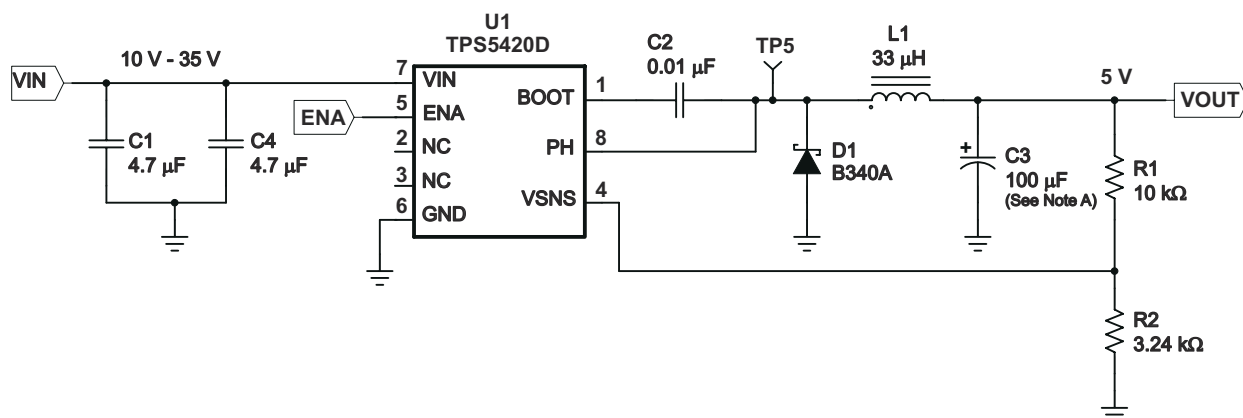 U1
TPS5420D
VIN
10 V - 35 V
7
VIN
5
ENA
ENA
2
NC
3
NC
6
GND
BOOT
1
PH
8
VSNS
4
C1
4.7 μF
C4
4.7 μF
C2
0.01 μF
TP5
L1
33 μH
5 V
VOUT
D1
B340A
+
C3
100 μF
(See Note A)
R1
10 kΩ
R2
3.24 kΩ